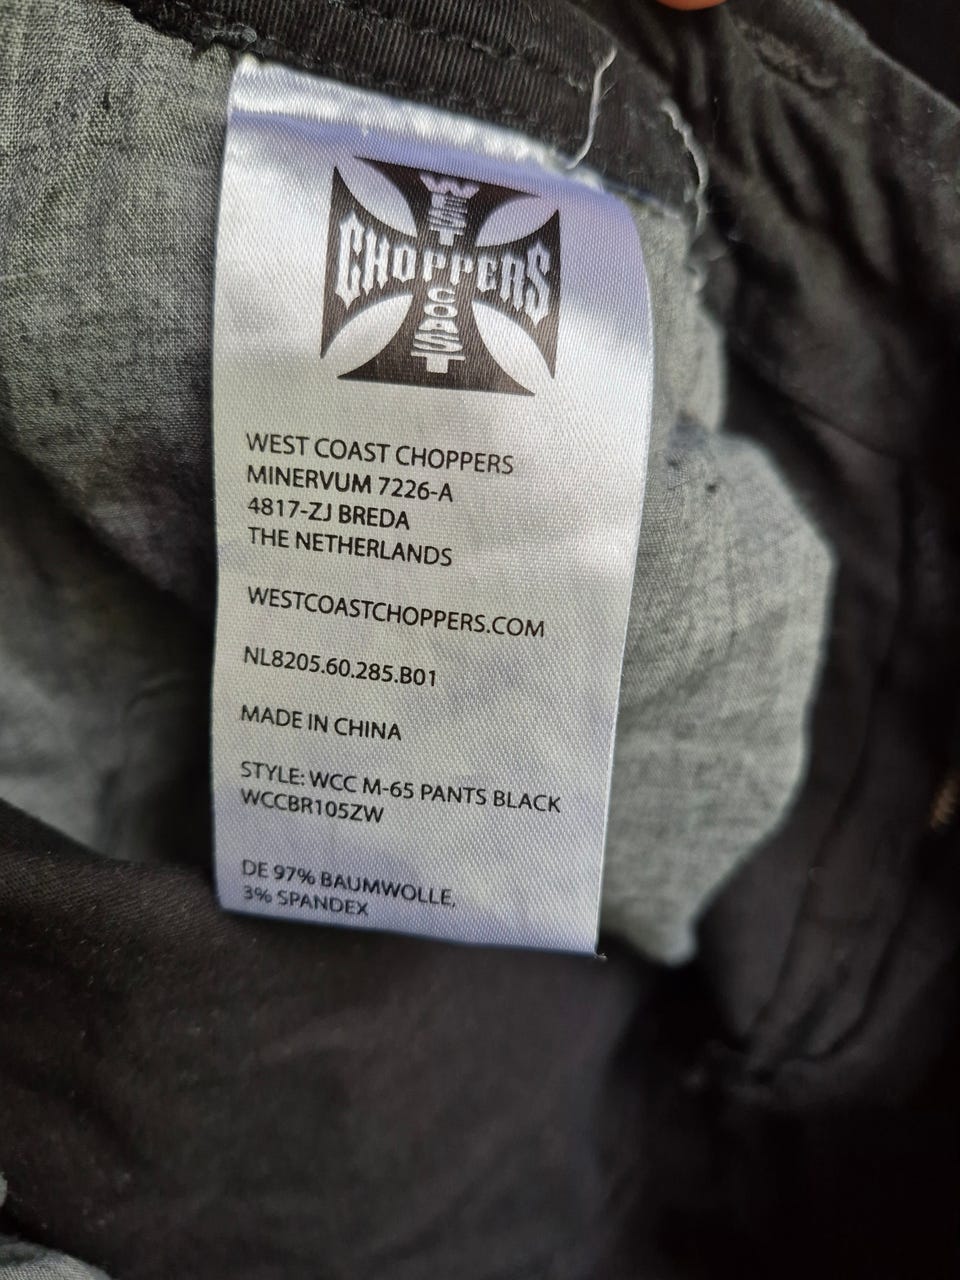 WEST
CHOPPERS
COAST
WEST COAST CHOPPERS
MINERVUM 7226-A
4817-ZJ BREDA
THE NETHERLANDS
WESTCOASTCHOPPERS.COM
NL8205.60.285.B01
MADE IN CHINA
STYLE: WCC M-65 PANTS BLACK
WCCBR105ZW
DE 97% BAUMWOLLE,
3% SPANDEX